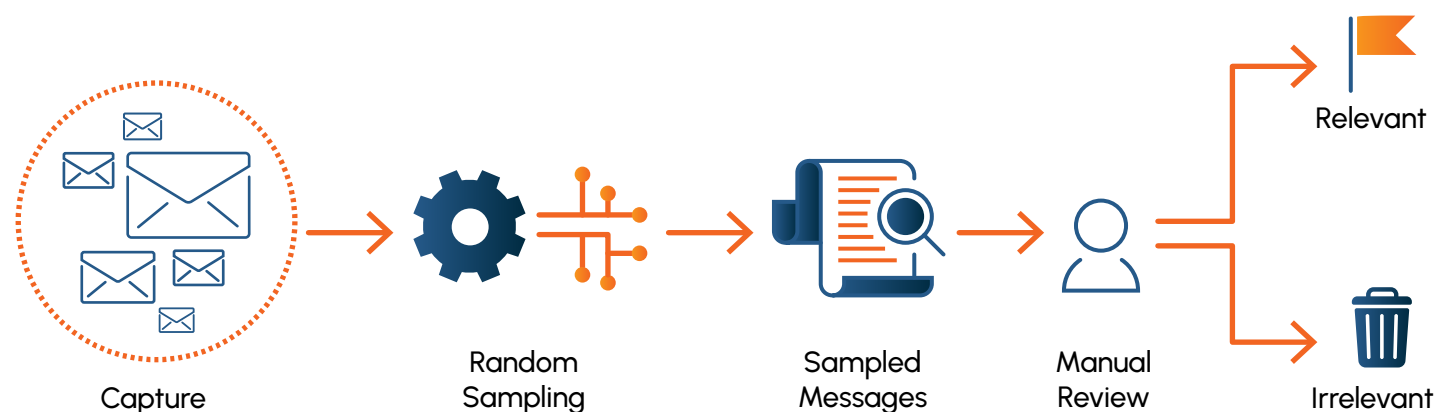 Capture
Random
Sampling
Sampled
Messages
Manual
Review
Relevant
Irrelevant